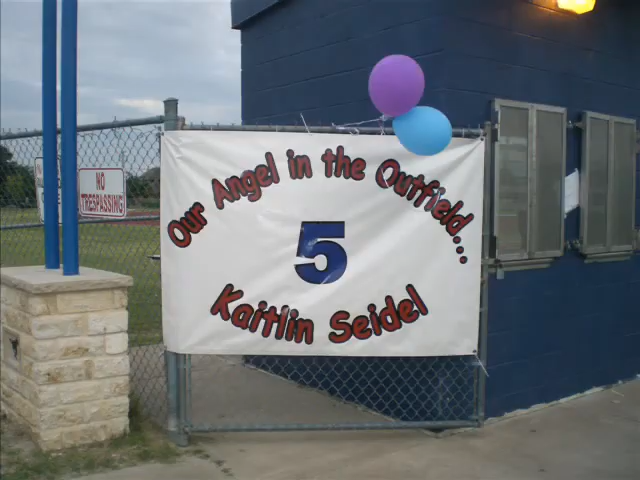 NO
TRESPASSING
Our Angel in the Outfield...
5
Kaitlin Seidel